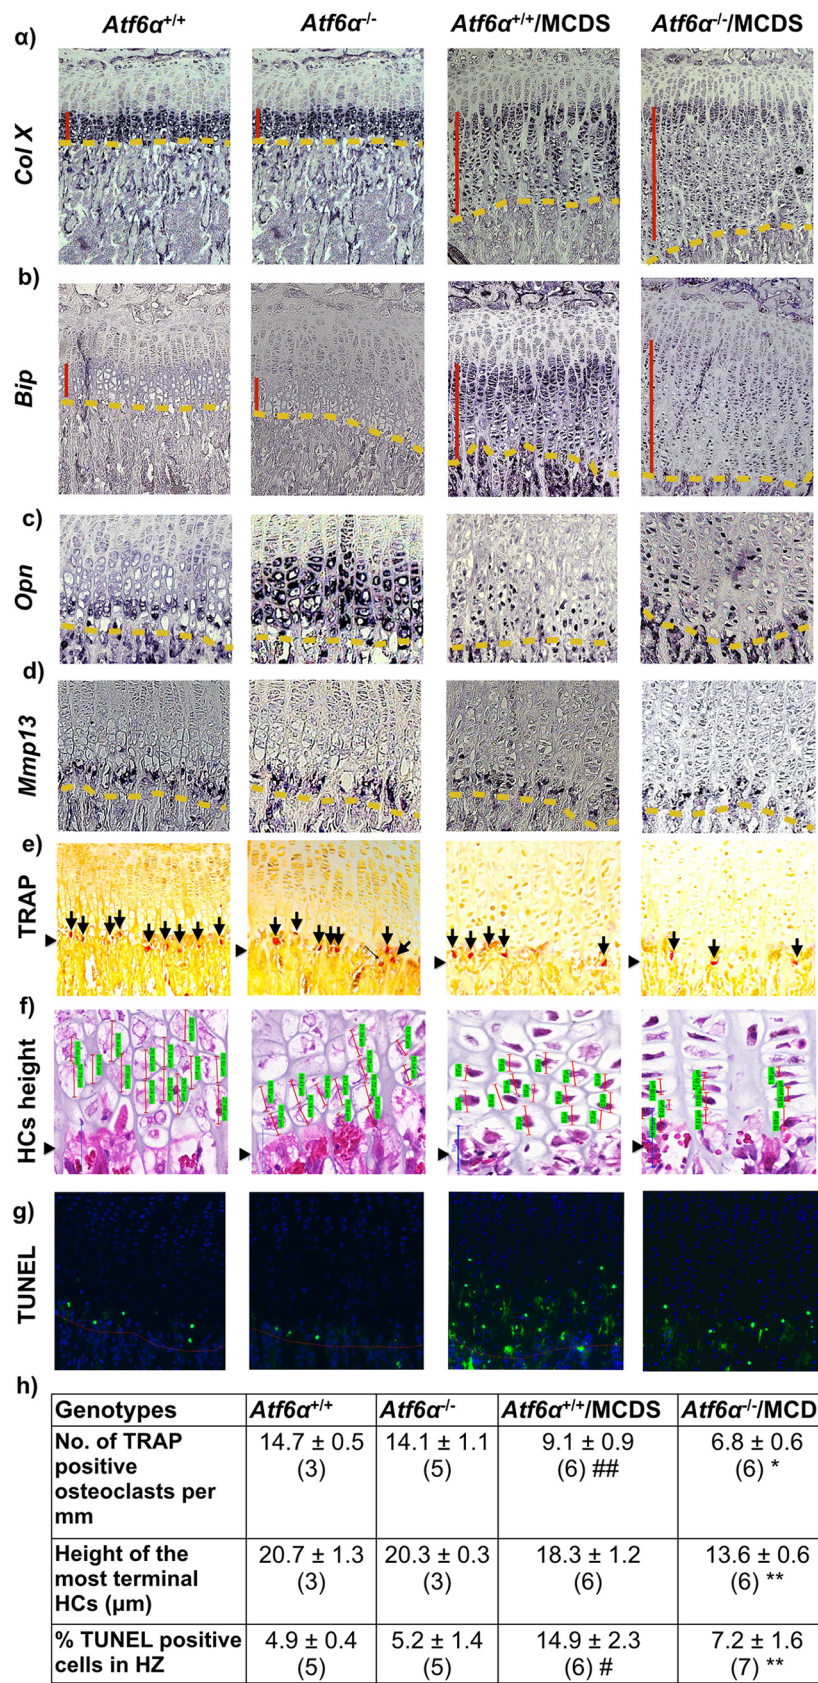 Atf6α+/+ Atf6α-/- Atf6α+/+/MCDS Atf6α-/-/MCDS
α)
Col X
b)
Bip
c)
Opn
d)
Mmp13
e)
TRAP
f)
HCs height
g)
TUNEL
h)
Genotypes Atf6α+/+ Atf6α-/- Atf6α+/+/MCDS Atf6α-/-/MCD
No. of TRAP 14.7 ± 0.5 14.1 ± 1.1 9.1 ± 0.9 6.8 ± 0.6
positive (3) (5) (6) ## (6) *
osteoclasts per
mm
Height of the 20.7 ± 1.3 20.3 ± 0.3 18.3 ± 1.2 13.6 ± 0.6
most terminal (3) (3) (6) (6) **
HCs (µm)
% TUNEL positive 4.9 ± 0.4 5.2 ± 1.4 14.9 ± 2.3 7.2 ± 1.6
cells in HZ (5) (5) (6) # (7) **